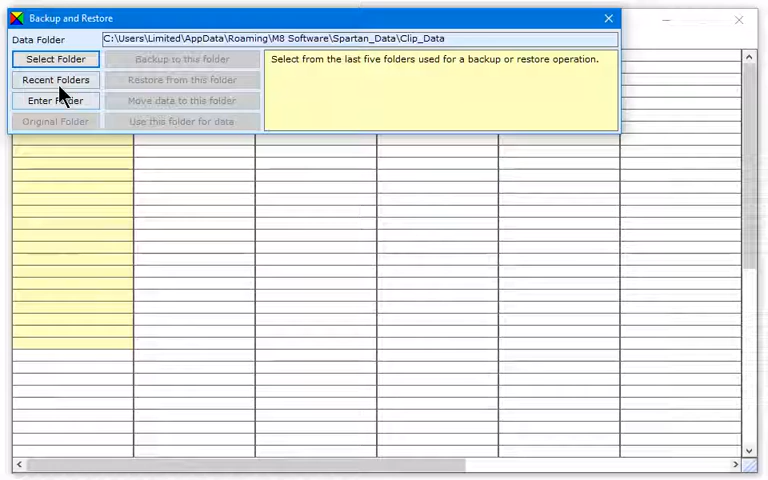 Backup and Restore
Data Folder
C:\Users\Limited\AppData\Roaming\M8 Software\Spartan_Data\Clip_Data
Select Folder
Backup to this folder
Select from the last five folders used for a backup or restore operation.
Recent Folders
Restore from this folder
Enter Folder
Move data to this folder
Original Folder
Use this folder for data